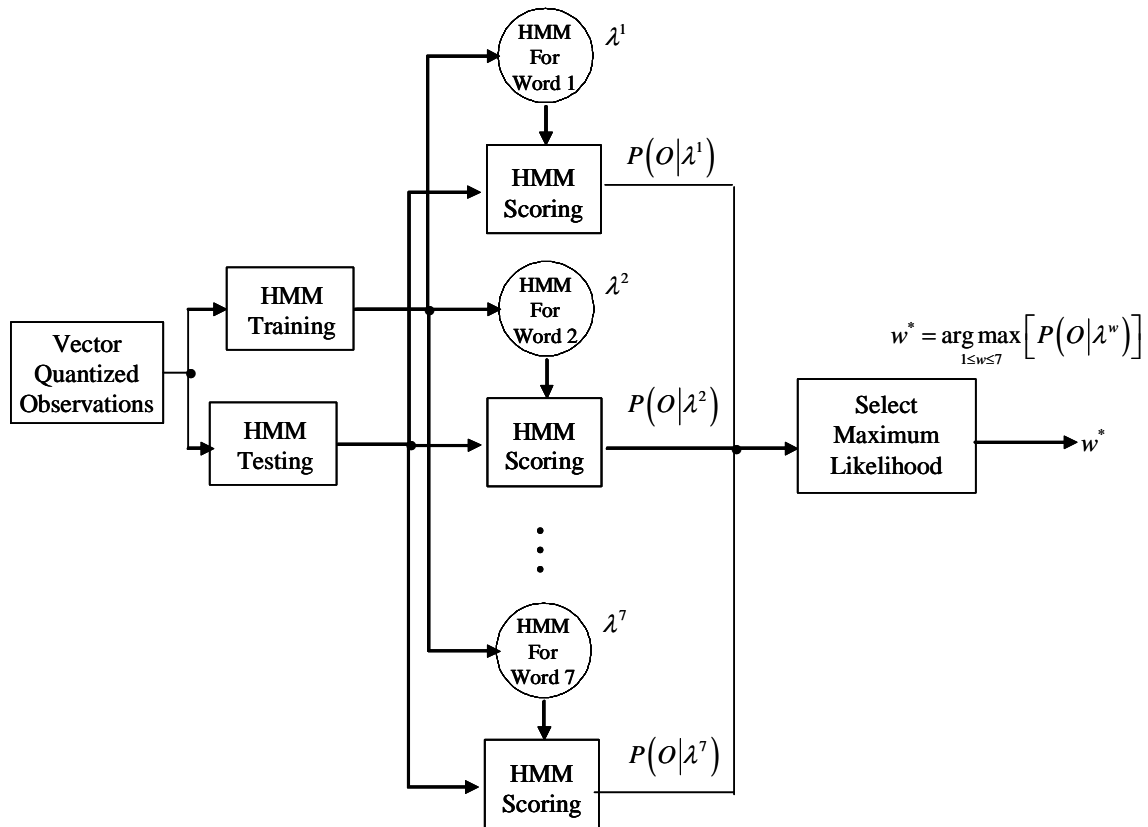 HMM
For
Word 1
λ¹
HMM
Scoring
P(O|λ¹)
HMM
Training
HMM
For
Word 2
λ²
Vector
Quantized
Observations
HMM
Testing
HMM
Scoring
P(O|λ²)
w* = arg max [P(O|λʷ)]
1≤w≤7
Select
Maximum
Likelihood
w*
HMM
For
Word 7
λ⁷
HMM
Scoring
P(O|λ⁷)